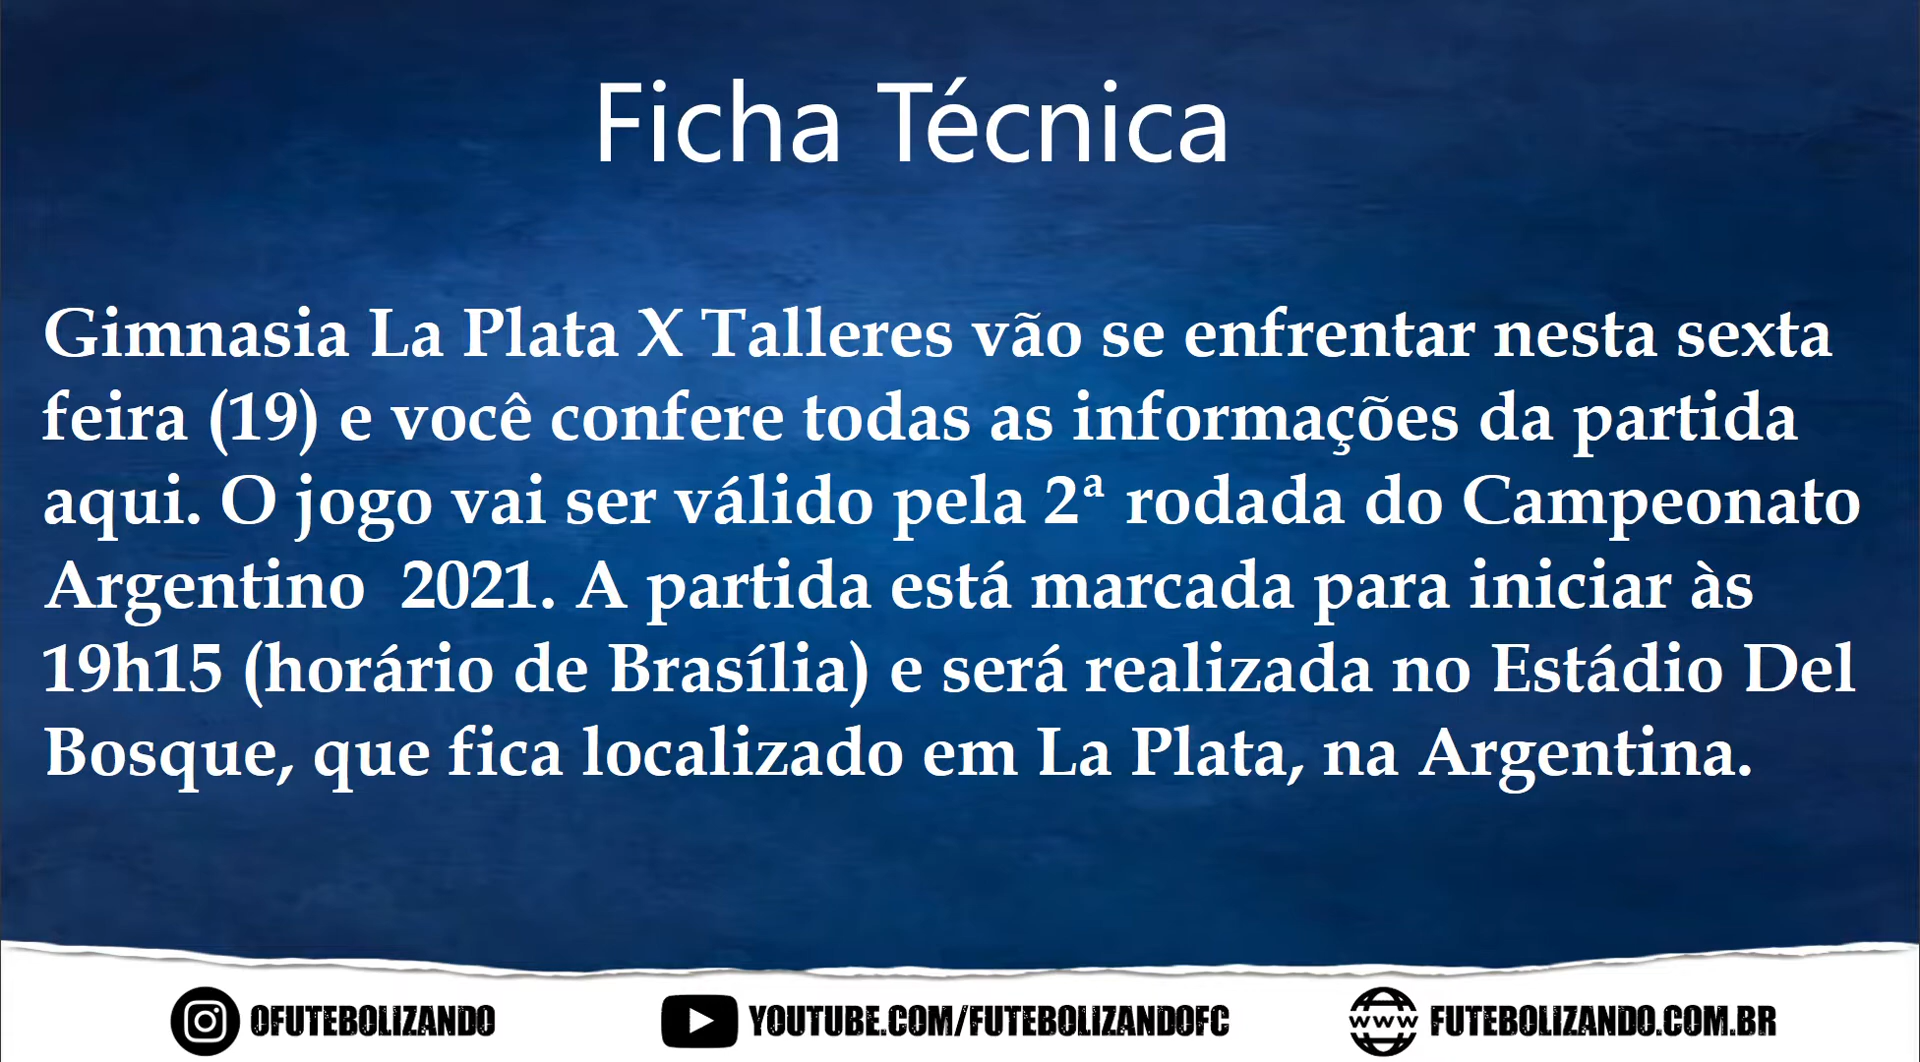 Ficha Técnica
Gimnasia La Plata X Talleres vão se enfrentar nesta sexta
feira (19) e você confere todas as informações da partida
aqui. O jogo vai ser válido pela 2ª rodada do Campeonato
Argentino  2021. A partida está marcada para iniciar às
19h15 (horário de Brasília) e será realizada no Estádio Del
Bosque, que fica localizado em La Plata, na Argentina.
OFUTEBOLIZANDO
YOUTUBE.COM/FUTEBOLIZANDOFC
WWW
FUTEBOLIZANDO.COM.BR